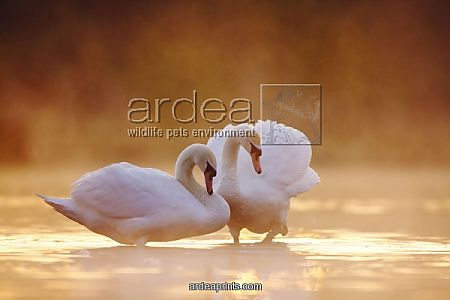 ardea
wildlife pets environment
ardeaprints.com